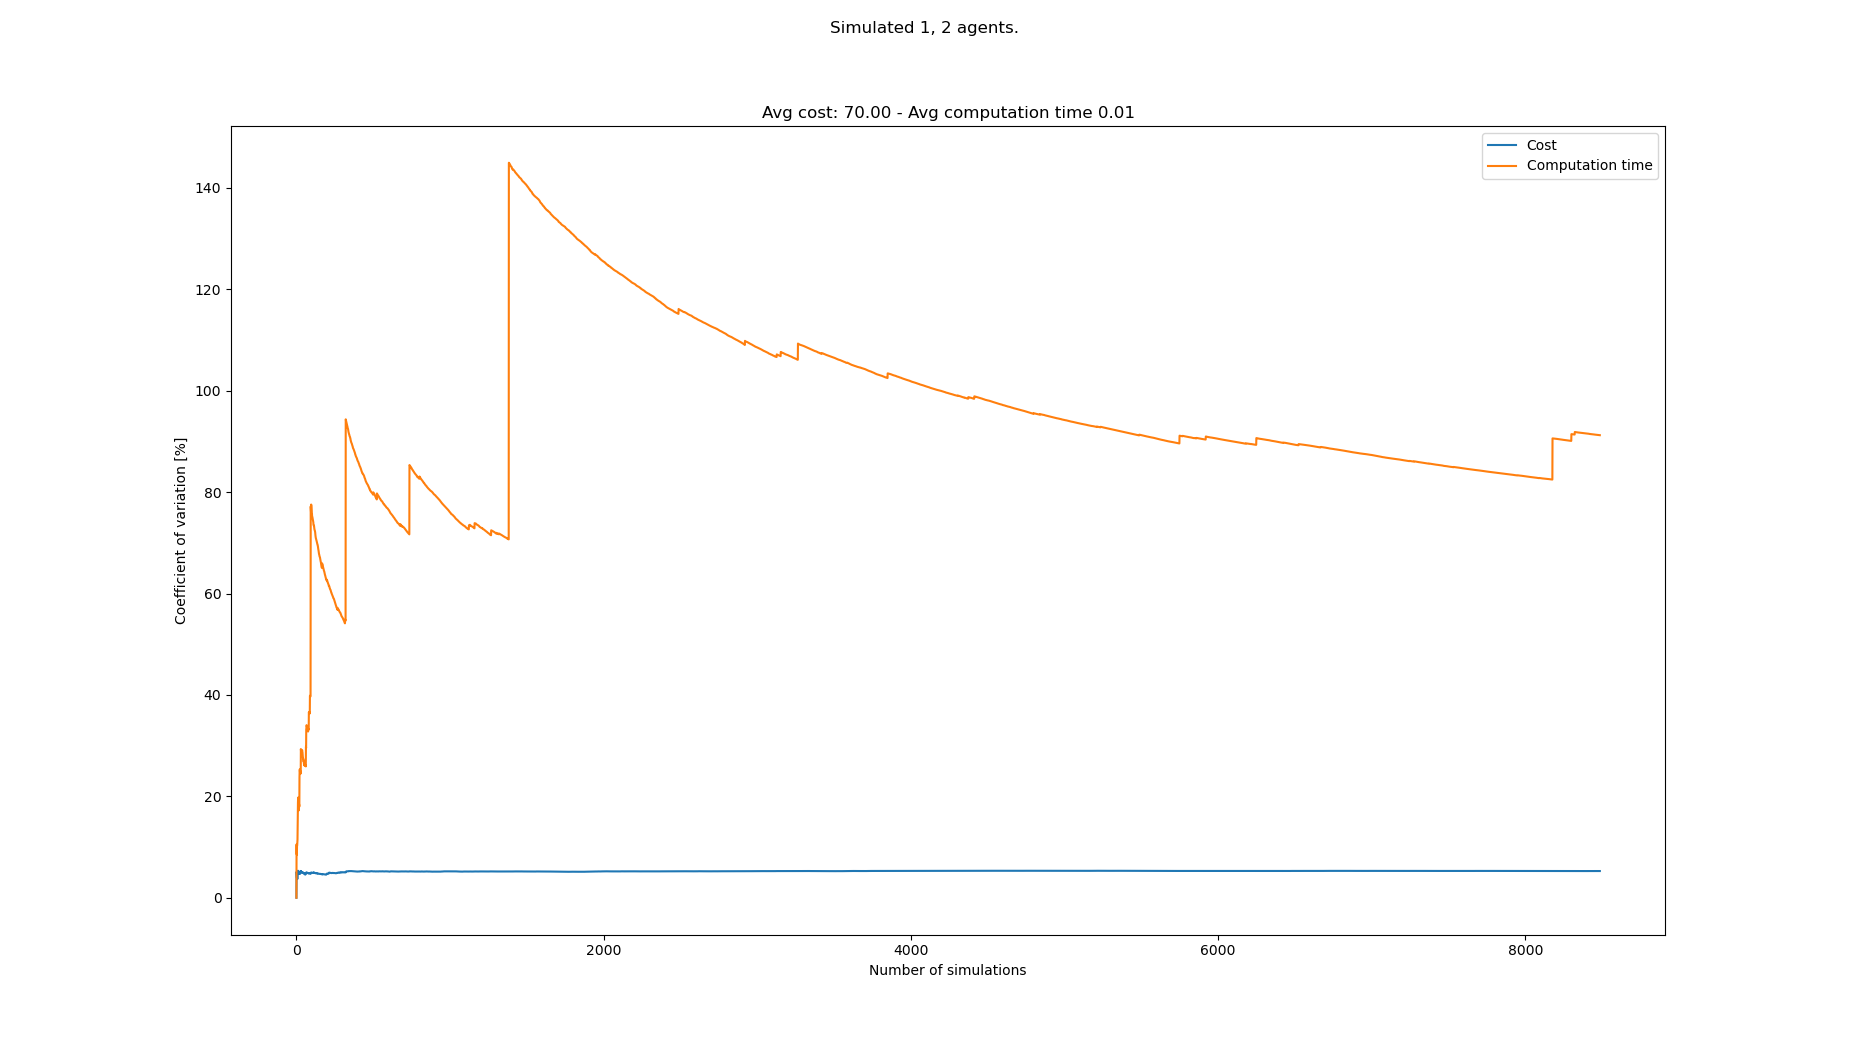 Simulated 1, 2 agents.
Avg cost: 70.00 - Avg computation time 0.01
Cost
Computation time
Coefficient of variation [%]
140
120
100
80
60
40
20
0
0 2000 4000 6000 8000
Number of simulations